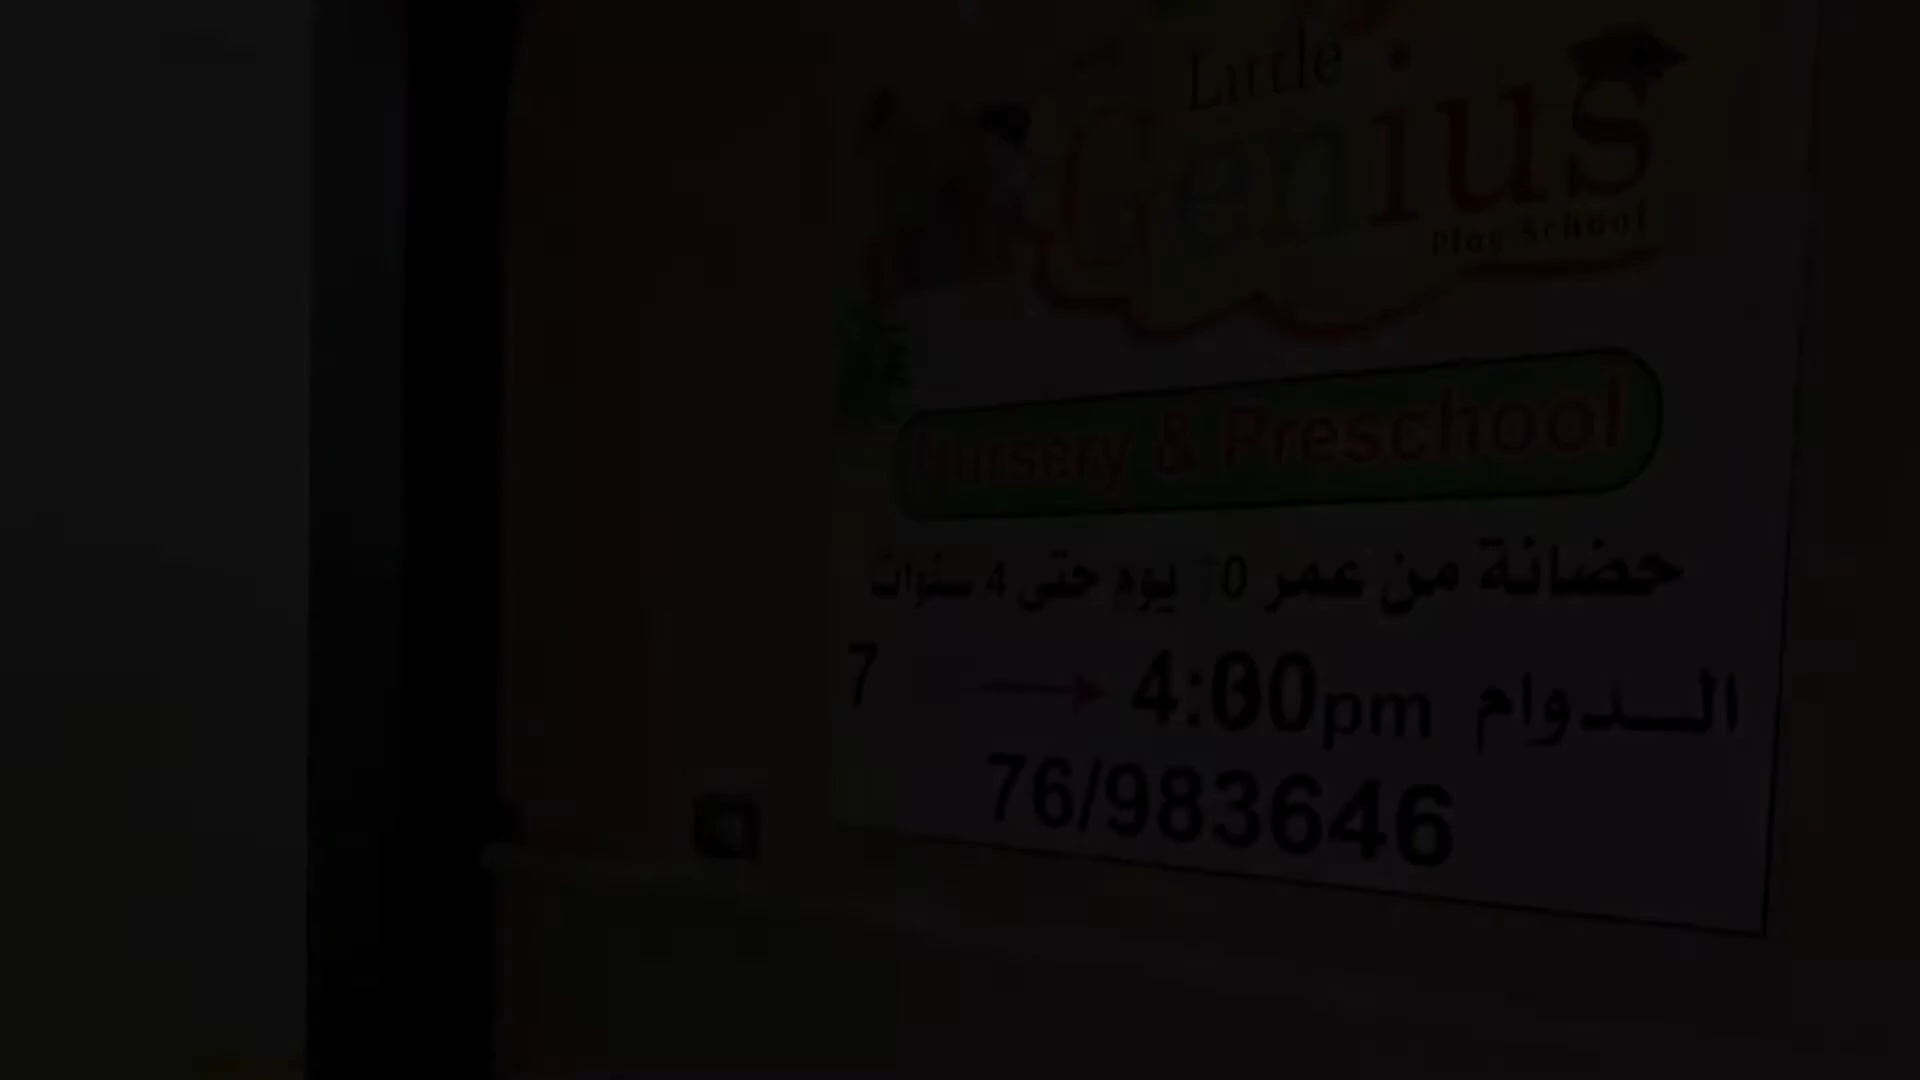 Little
Genius
Play School
Nursery & Preschool
حضانة من عمر 0 يوم حتى 4 سنوات
الـــدوام 7 → 4:00pm
76/983646